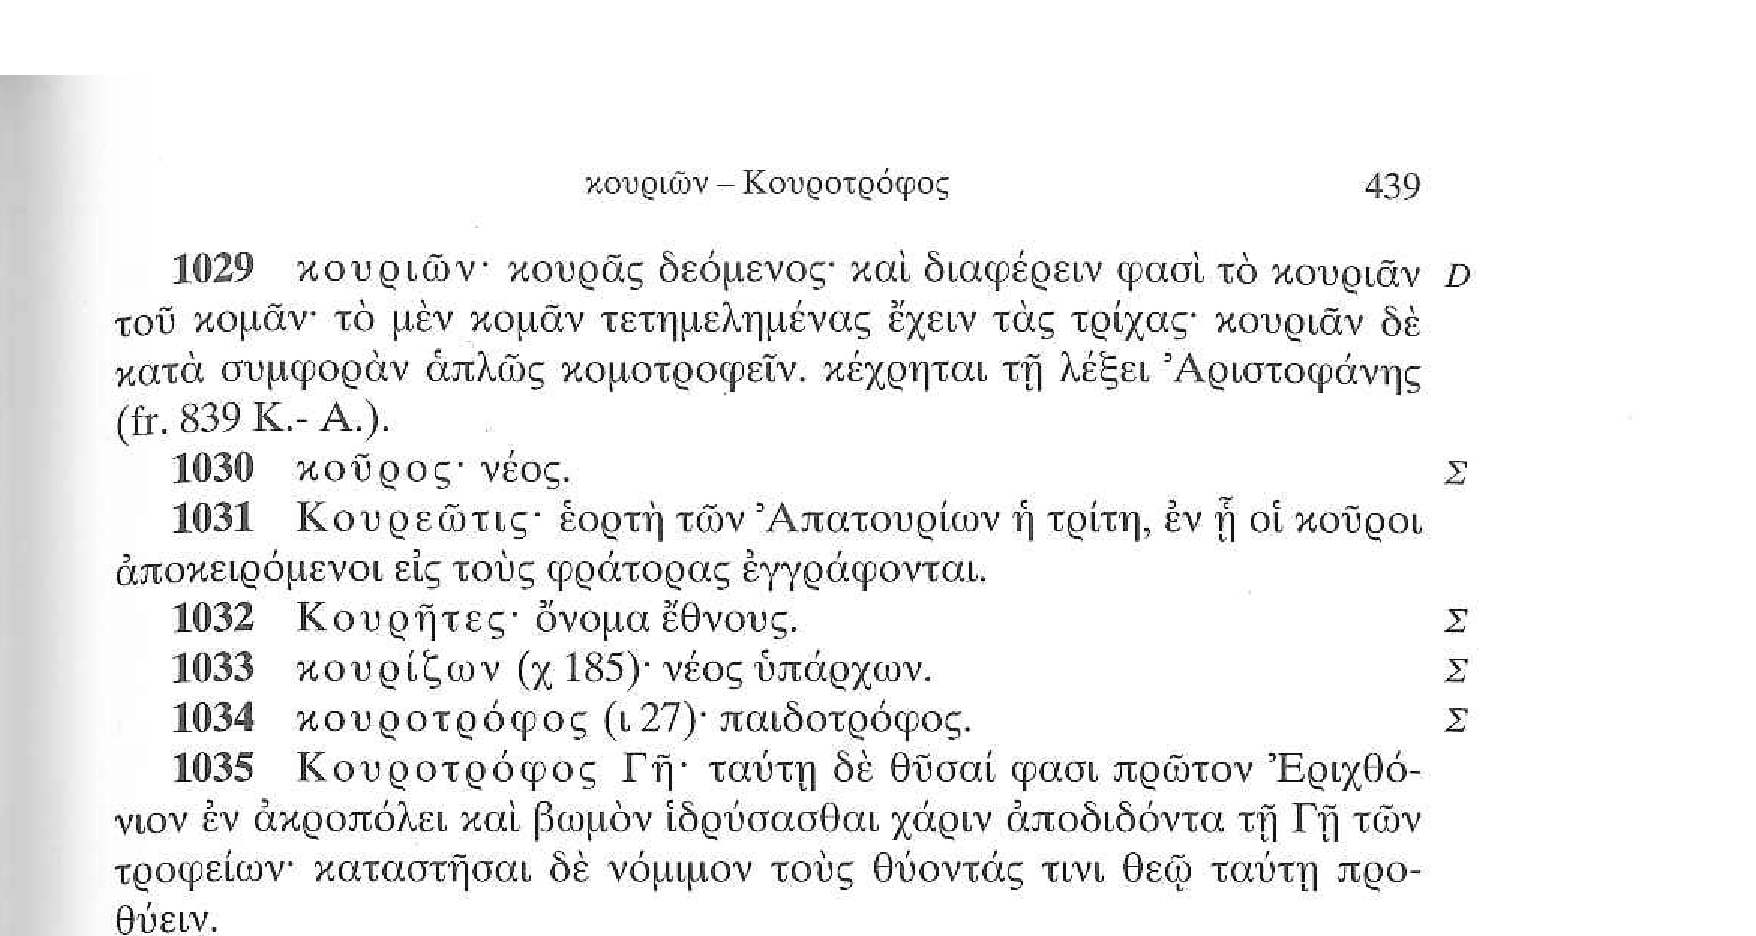 κουριῶν – Κουροτρόφος 439
1029 κουριῶν· κουρᾶς δεόμενος· καὶ διαφέρειν φασὶ τὸ κουριᾶν D
τοῦ κομᾶν· τὸ μὲν κομᾶν τετημελημένας ἔχειν τὰς τρίχας· κουριᾶν δὲ
κατὰ συμφορὰν ἁπλῶς κομοτροφεῖν. κέχρηται τῇ λέξει Ἀριστοφάνης
(fr. 839 K.- A.).
1030 κοῦρος· νέος. Σ
1031 Κουρεῶτις· ἑορτὴ τῶν Ἀπατουρίων ἡ τρίτη, ἐν ᾗ οἱ κοῦροι
ἀποκειρόμενοι εἰς τοὺς φράτορας ἐγγράφονται.
1032 Κουρῆτες· ὄνομα ἔθνους. Σ
1033 κουρίζων (χ 185)· νέος ὑπάρχων. Σ
1034 κουροτρόφος (ι 27)· παιδοτρόφος. Σ
1035 Κουροτρόφος Γῆ· ταύτῃ δὲ θῦσαί φασι πρῶτον Ἐριχθό-
νιον ἐν ἀκροπόλει καὶ βωμὸν ἱδρύσασθαι χάριν ἀποδιδόντα τῇ Γῇ τῶν
τροφείων· καταστῆσαι δὲ νόμιμον τοὺς θύοντάς τινι θεῷ ταύτῃ προ-
θύειν.